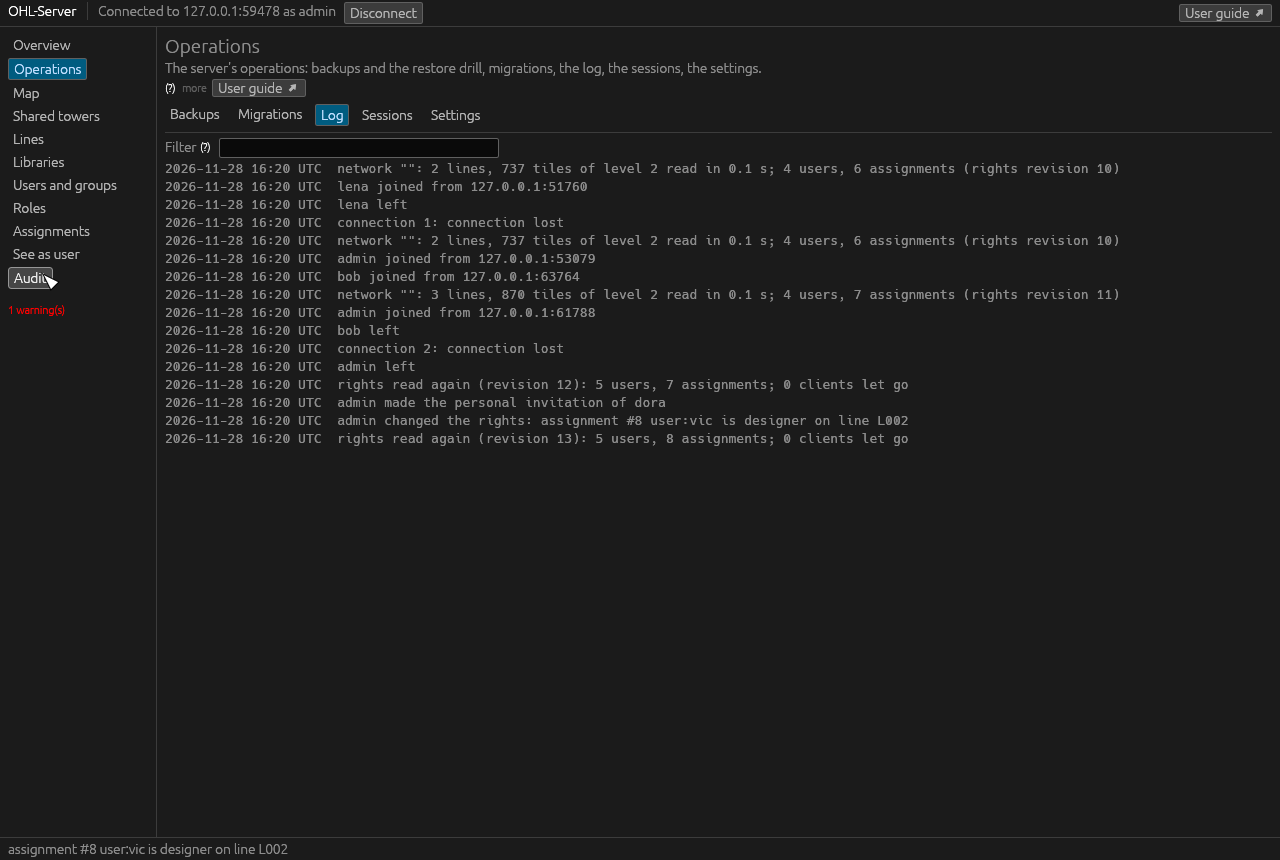 OHL-Server
Connected to 127.0.0.1:59478 as admin
Disconnect
User guide
Overview
Operations
Map
Shared towers
Lines
Libraries
Users and groups
Roles
Assignments
See as user
Audit
1 warning(s)
Operations
The server's operations: backups and the restore drill, migrations, the log, the sessions, the settings.
(?) more User guide
Backups Migrations Log Sessions Settings
Filter (?)
2026-11-28 16:20 UTC network "": 2 lines, 737 tiles of level 2 read in 0.1 s; 4 users, 6 assignments (rights revision 10)
2026-11-28 16:20 UTC lena joined from 127.0.0.1:51760
2026-11-28 16:20 UTC lena left
2026-11-28 16:20 UTC connection 1: connection lost
2026-11-28 16:20 UTC network "": 2 lines, 737 tiles of level 2 read in 0.1 s; 4 users, 6 assignments (rights revision 10)
2026-11-28 16:20 UTC admin joined from 127.0.0.1:53079
2026-11-28 16:20 UTC bob joined from 127.0.0.1:63764
2026-11-28 16:20 UTC network "": 3 lines, 870 tiles of level 2 read in 0.1 s; 4 users, 7 assignments (rights revision 11)
2026-11-28 16:20 UTC admin joined from 127.0.0.1:61788
2026-11-28 16:20 UTC bob left
2026-11-28 16:20 UTC connection 2: connection lost
2026-11-28 16:20 UTC admin left
2026-11-28 16:20 UTC rights read again (revision 12): 5 users, 7 assignments; 0 clients let go
2026-11-28 16:20 UTC admin made the personal invitation of dora
2026-11-28 16:20 UTC admin changed the rights: assignment #8 user:vic is designer on line L002
2026-11-28 16:20 UTC rights read again (revision 13): 5 users, 8 assignments; 0 clients let go
assignment #8 user:vic is designer on line L002